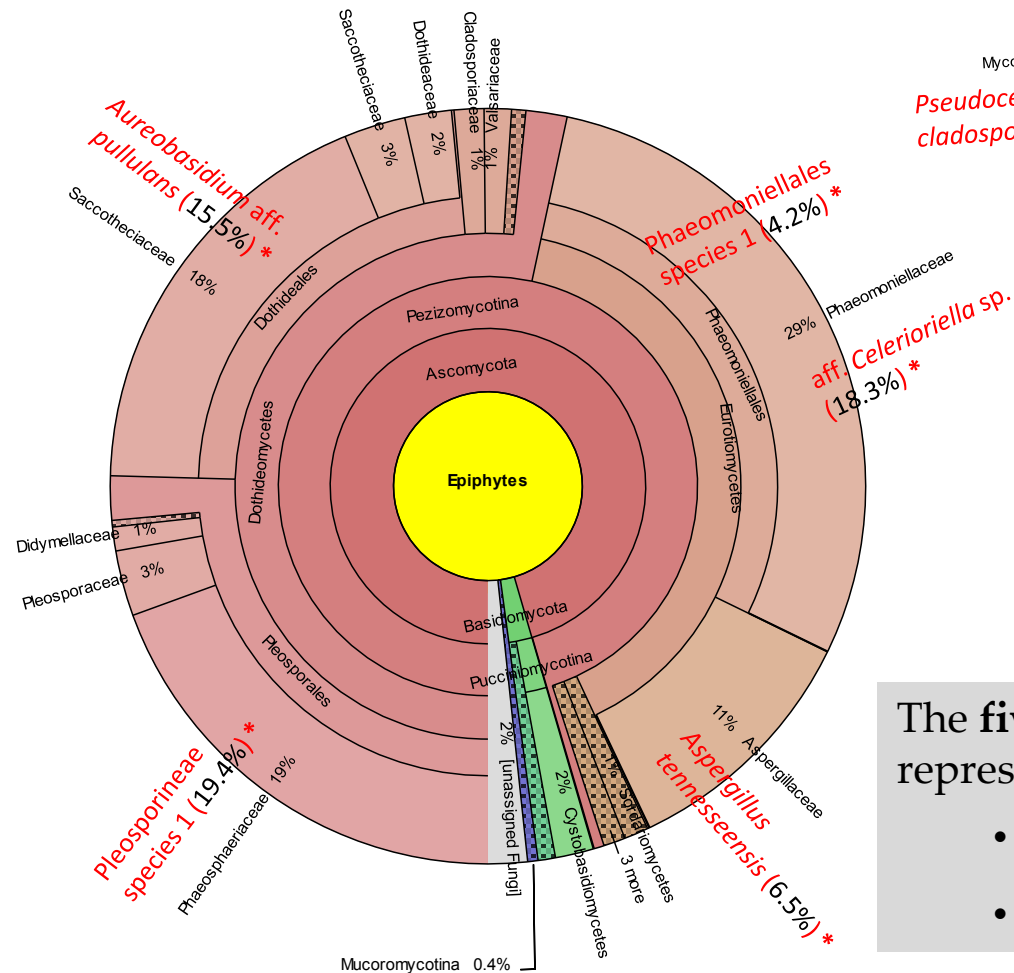 Saccotheciaceae
3%
Dothideaceae
2%
Cladosporiaceae
1%
Valsariaceae
1%
Myco
Pseudoce
cladospo
Aureobasidium aff.
pullulans (15.5%) *
Saccotheciaceae
18%
Dothideales
Pezizomycotina
Ascomycota
Epiphytes
Dothideomycetes
Phaeomoniellales
species 1 (4.2%) *
Phaeomoniellaceae
29%
aff. Celerioriella sp.
(18.3%) *
Phaeomoniellales
Eurotiomycetes
Didymellaceae 1%
Pleosporaceae 3%
Pleosporales
Basidiomycota
Pucciniomycotina
Pleosporineae
species 1 (19.4%) *
19%
Phaeosphaeriaceae
2% [unassigned Fungi]
2% Cystobasidiomycetes
1% Sordariomycetes
3 more
11% Aspergillaceae
Aspergillus
tennesseensis (6.5%) *
Mucoromycotina 0.4%
The fiv
repres
•
•